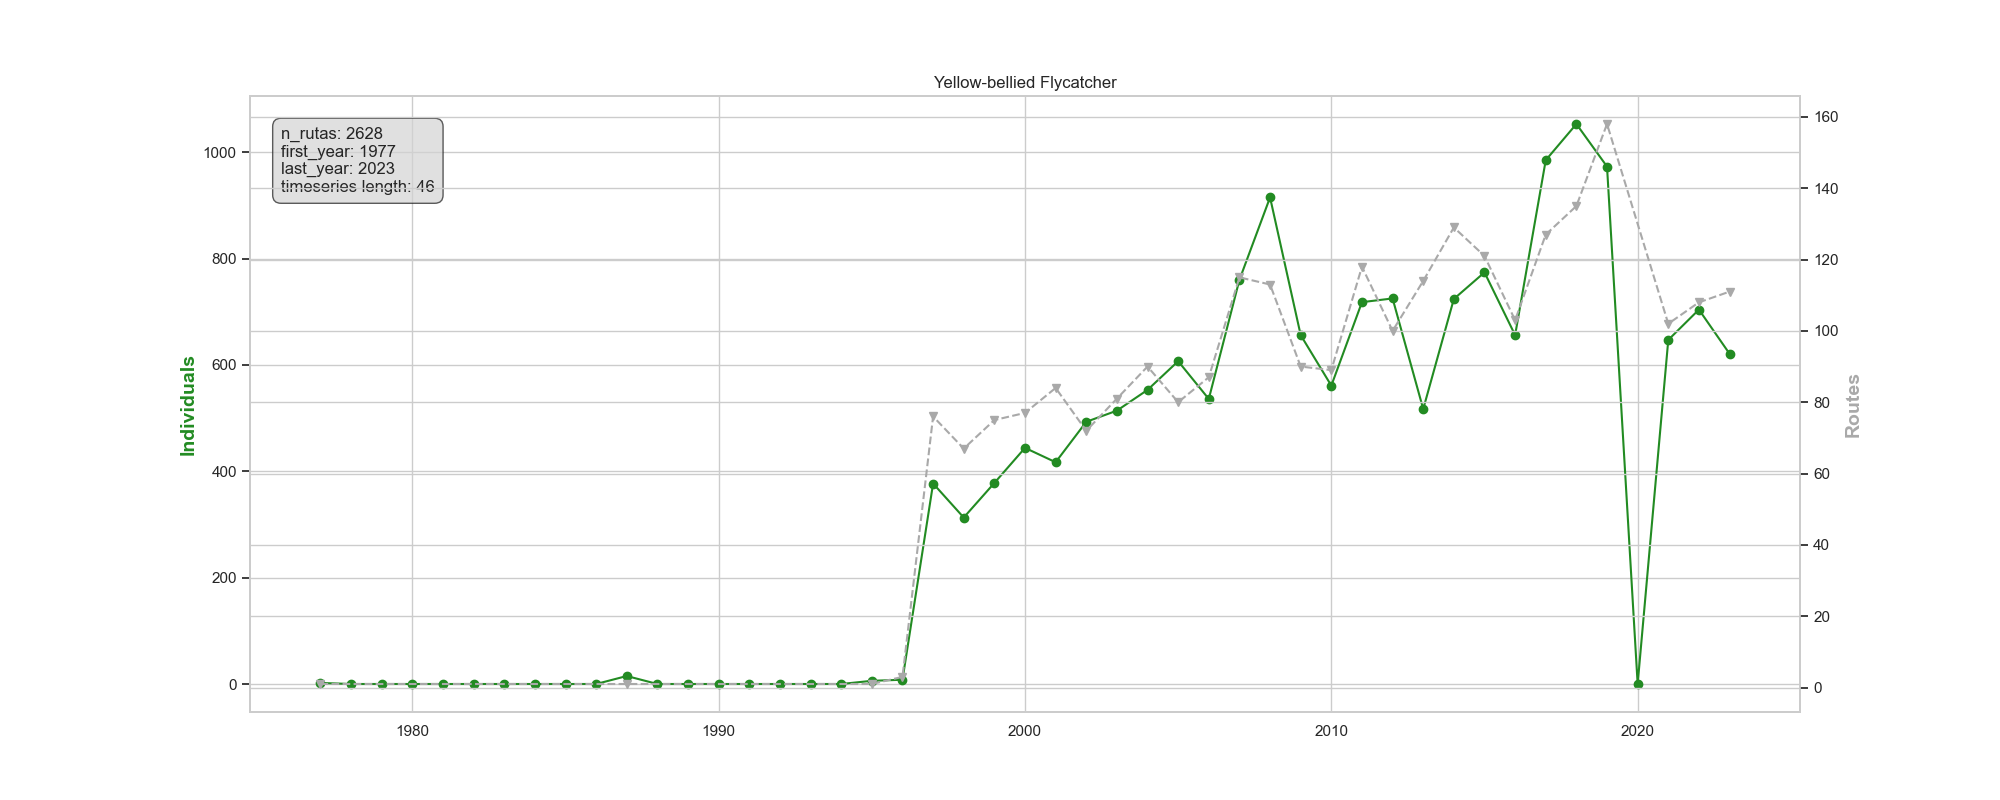 Yellow-bellied Flycatcher
n_rutas: 2628
first_year: 1977
last_year: 2023
timeseries length: 46
Individuals
1000
800
600
400
200
0
160
140
120
100
80
60
40
20
0
Routes
1980 1990 2000 2010 2020